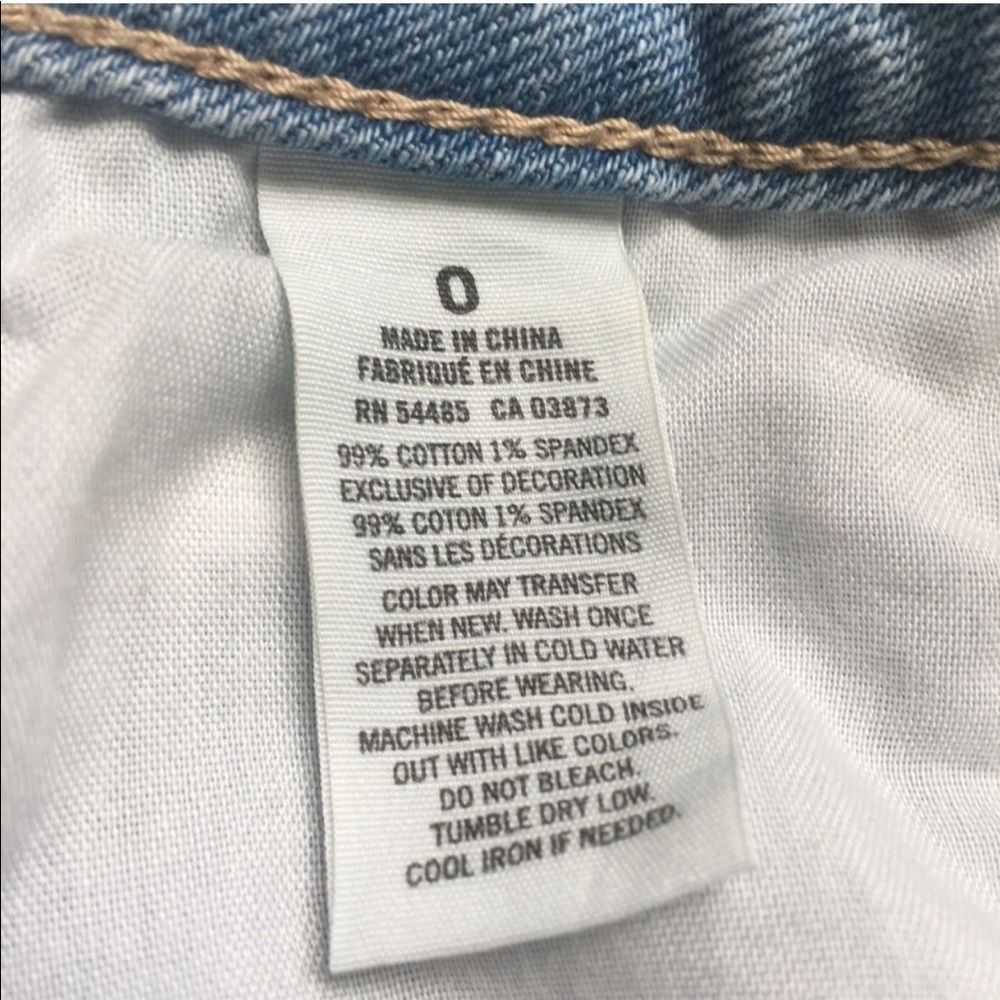 0
MADE IN CHINA
FABRIQUÉ EN CHINE
RN 54485 CA 03873
99% COTTON 1% SPANDEX
EXCLUSIVE OF DECORATION
99% COTON 1% SPANDEX
SANS LES DÉCORATIONS
COLOR MAY TRANSFER
WHEN NEW. WASH ONCE
SEPARATELY IN COLD WATER
BEFORE WEARING.
MACHINE WASH COLD INSIDE
OUT WITH LIKE COLORS.
DO NOT BLEACH.
TUMBLE DRY LOW.
COOL IRON IF NEEDED.